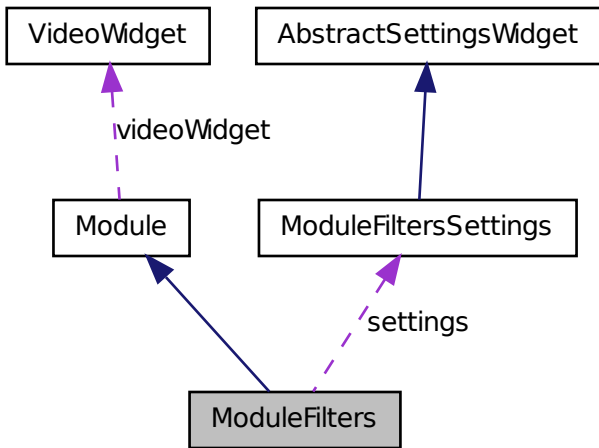 VideoWidget
AbstractSettingsWidget
videoWidget
Module
ModuleFiltersSettings
settings
ModuleFilters